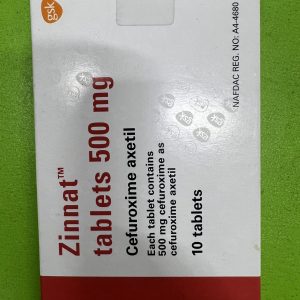 gsk
Zinnat™
tablets 500 mg
Cefuroxime axetil
Each tablet contains
500 mg cefuroxime as
cefuroxime axetil
10 tablets
NAFDAC REG. NO: A4-4680